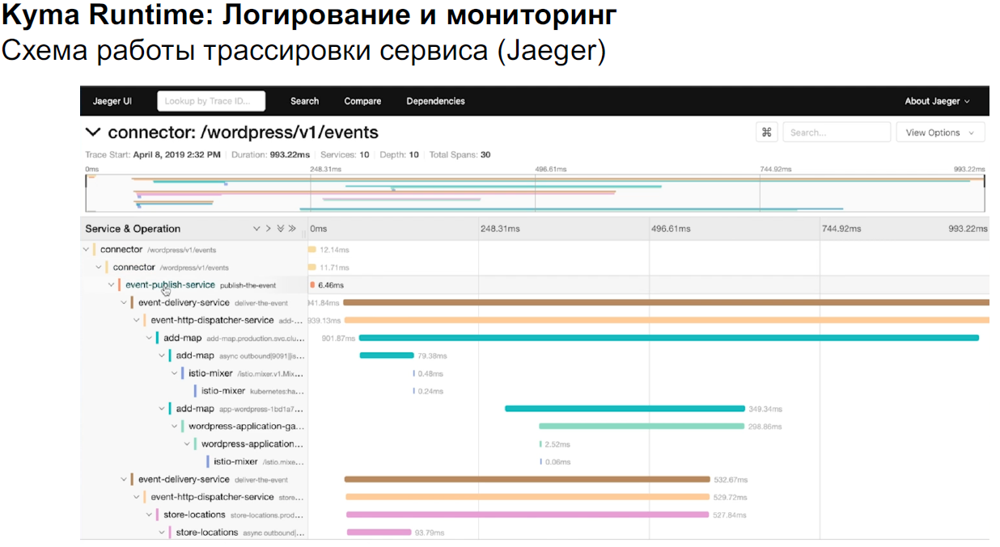 Kyma Runtime: Логирование и мониторинг
Схема работы трассировки сервиса (Jaeger)
Jaeger UI Lookup by Trace ID... Search Compare Dependencies About Jaeger
connector: /wordpress/v1/events ⌘ Search... View Options
Trace Start: April 8, 2019 2:32 PM Duration: 993.22ms Services: 10 Depth: 10 Total Spans: 30
0ms 248.31ms 496.61ms 744.92ms 993.22ms
Service & Operation 0ms 248.31ms 496.61ms 744.92ms 993.22ms
connector /wordpress/v1/events 12.14ms
connector /wordpress/v1/events 11.71ms
event-publish-service publish-the-event 6.46ms
event-delivery-service deliver-the-event 941.84ms
event-http-dispatcher-service add-... 939.13ms
add-map add-map.production.svc.clu... 901.87ms
add-map async outbound|9091||is... 79.38ms
istio-mixer /istio.mixer.v1.Mix... 0.48ms
istio-mixer kubernetes:ha... 0.24ms
add-map app-wordpress-1bd1a7... 349.34ms
wordpress-application-ga... 298.86ms
wordpress-application... 2.52ms
istio-mixer /istio.mixe... 0.06ms
event-delivery-service deliver-the-event 532.67ms
event-http-dispatcher-service store... 529.72ms
store-locations store-locations.prod... 527.84ms
store-locations async outbound|... 93.79ms